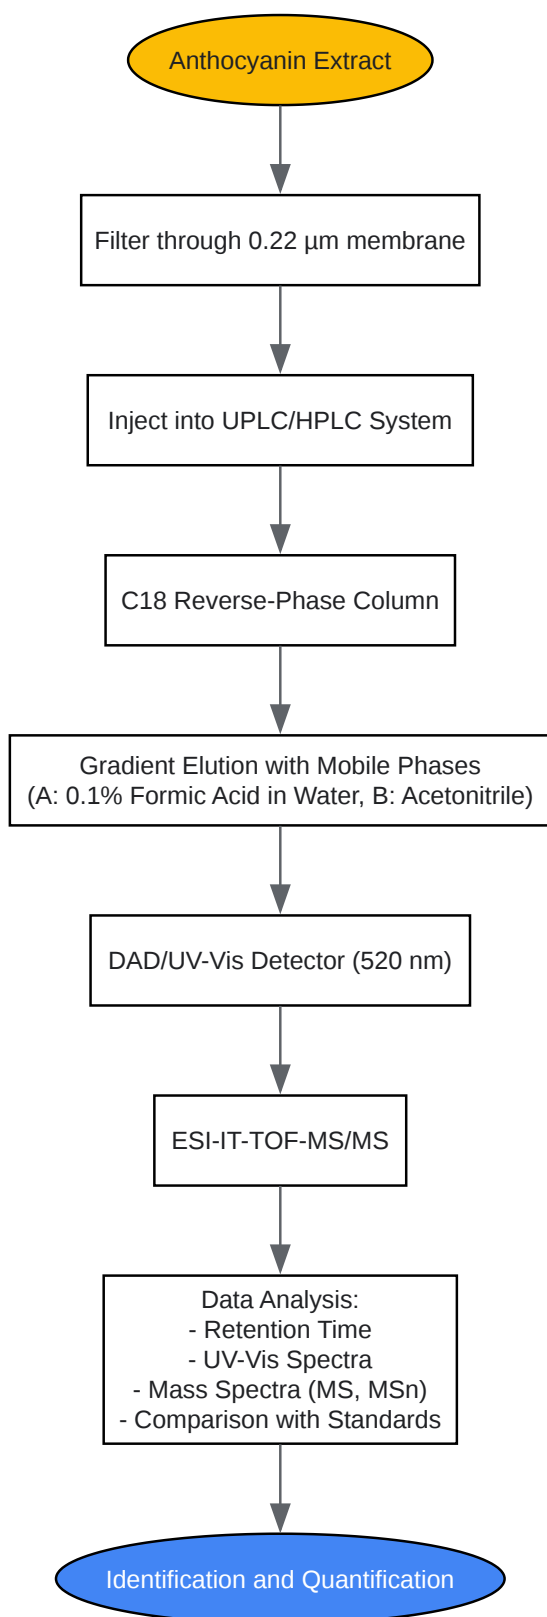 Anthocyanin Extract
Filter through 0.22 µm membrane
Inject into UPLC/HPLC System
C18 Reverse-Phase Column
Gradient Elution with Mobile Phases
(A: 0.1% Formic Acid in Water, B: Acetonitrile)
DAD/UV-Vis Detector (520 nm)
ESI-IT-TOF-MS/MS
Data Analysis:
- Retention Time
- UV-Vis Spectra
- Mass Spectra (MS, MSn)
- Comparison with Standards
Identification and Quantification